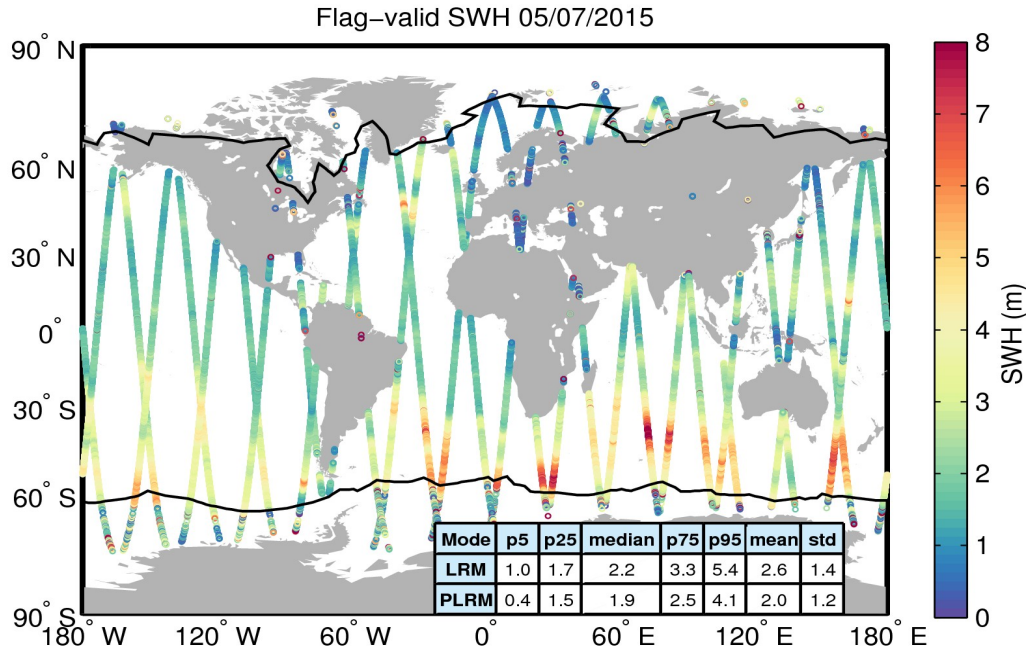 Flag−valid SWH 05/07/2015
90° N
60° N
30° N
0°
30° S
60° S
90° S
180° W
120° W
60° W
0°
60° E
120° E
180° E
8
7
6
5
4
3
2
1
0
SWH (m)
Mode p5 p25 median p75 p95 mean std
LRM 1.0 1.7 2.2 3.3 5.4 2.6 1.4
PLRM 0.4 1.5 1.9 2.5 4.1 2.0 1.2